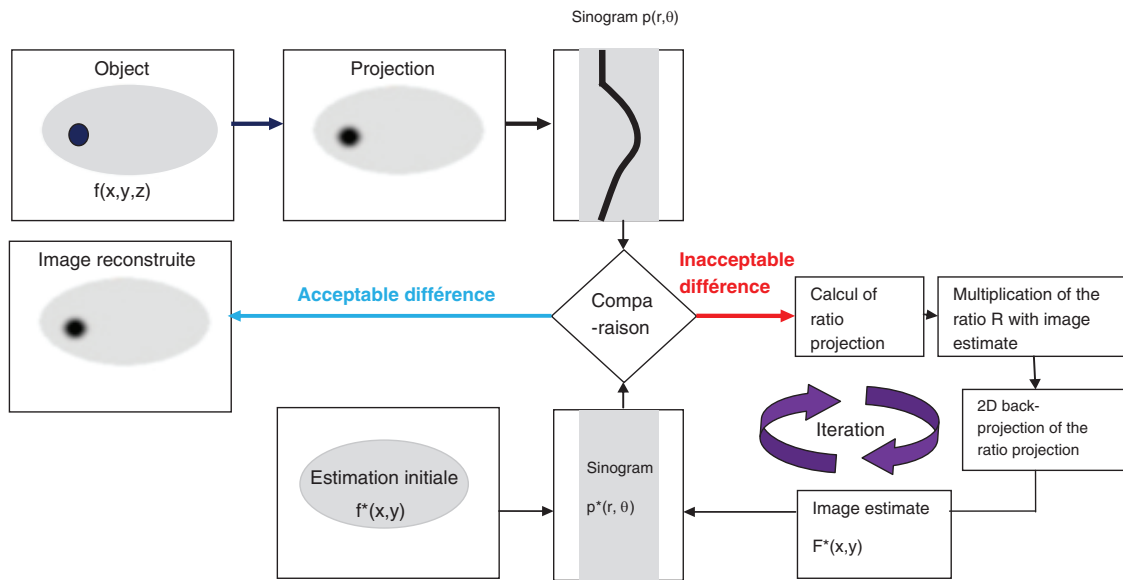 Sinogram p(r,θ)
Object
f(x,y,z)
Projection
Image reconstruite
Acceptable différence
Compa
-raison
Inacceptable
différence
Calcul of
ratio
projection
Multiplication of the
ratio R with image
estimate
2D back-
projection of the
ratio projection
Iteration
Image estimate
F*(x,y)
Sinogram
p*(r, θ)
Estimation initiale
f*(x,y)